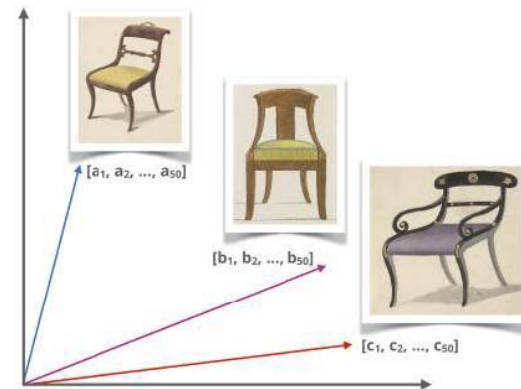 [a₁, a₂, ..., a₅₀]
[b₁, b₂, ..., b₅₀]
[c₁, c₂, ..., c₅₀]